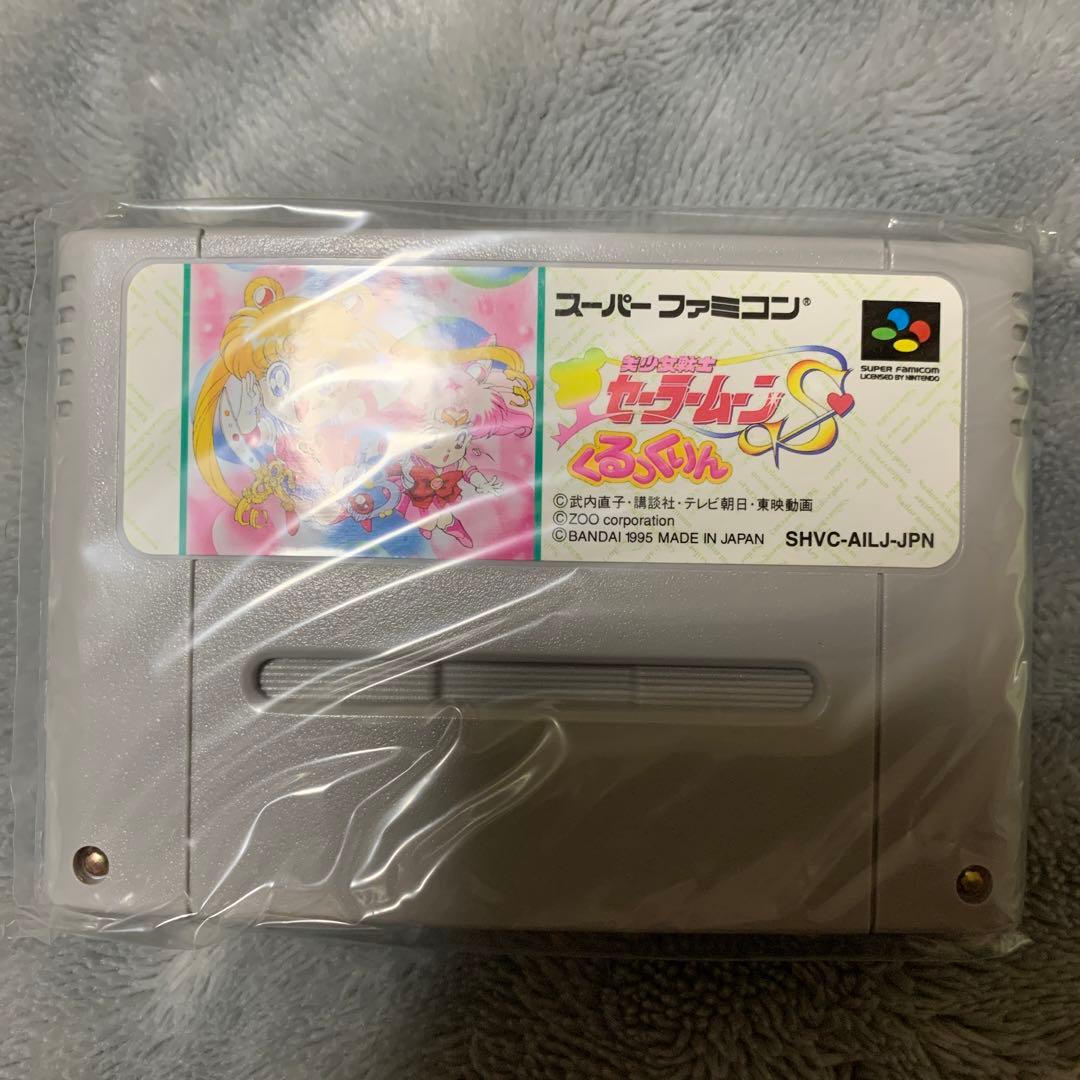 スーパーファミコン®
美少女戦士
セーラームーンS
くるっくりん
©武内直子・講談社・テレビ朝日・東映動画
©ZOO corporation
©BANDAI 1995 MADE IN JAPAN
SHVC-AILJ-JPN
SUPER FAMICOM
LICENSED BY NINTENDO